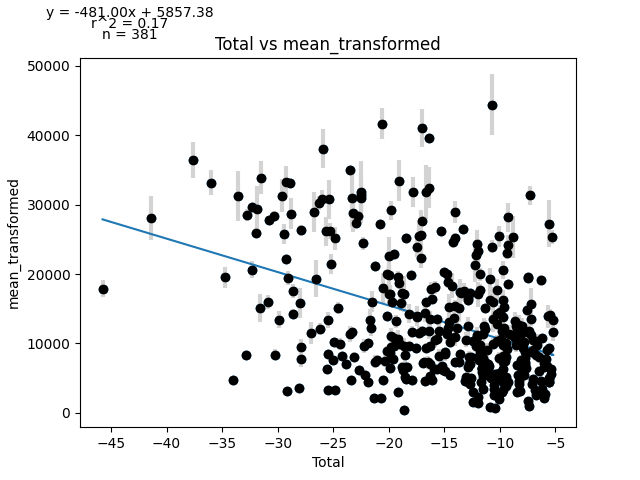 y = -481.00x + 5857.38
r^2 = 0.17
n = 381
Total vs mean_transformed
50000
40000
30000
20000
10000
0
mean_transformed
−45 −40 −35 −30 −25 −20 −15 −10 −5
Total